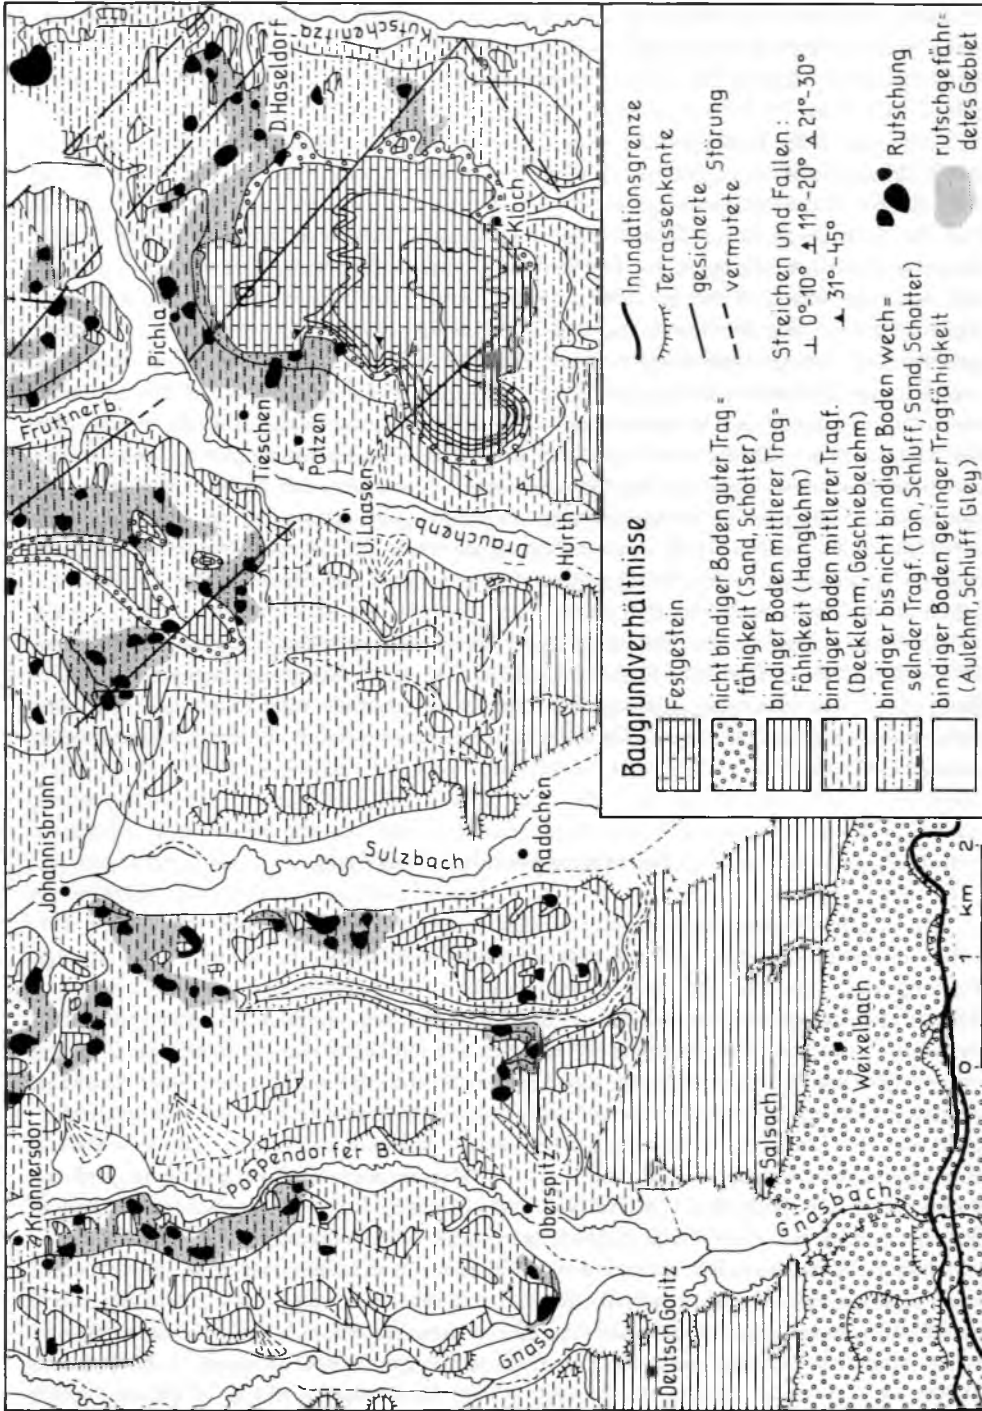 Kronnersdorf
Johannisbrunn
Fruttnerb.
Pichla
D. Haseldorf
Kutschenitza
Poppendorfer B.
Sulzbach
Tieschen
Patzen
U. Laasen
Drauchenb.
Klöch
Gnasb.
Oberspitz
Radochen
Hürth
Deutsch Goritz
Salsach
Gnasbach
Weixelbach
0 1 km 2
Baugrundverhältnisse
Festgestein
nicht bindiger Boden guter Trag=
fähigkeit (Sand, Schotter)
bindiger Boden mittlerer Trag=
fähigkeit (Hanglehm)
bindiger Boden mittlerer Tragf.
(Decklehm, Geschiebelehm)
bindiger bis nicht bindiger Boden wech=
selnder Tragf. (Ton, Schluff, Sand, Schotter)
bindiger Boden geringer Tragfähigkeit
(Aulehm, Schluff, Gley)
Inundationsgrenze
Terrassenkante
gesicherte
vermutete Störung
Streichen und Fallen:
0°-10° 11°-20° 21°-30°
31°-45°
Rutschung
rutschgefähr=
detes Gebiet